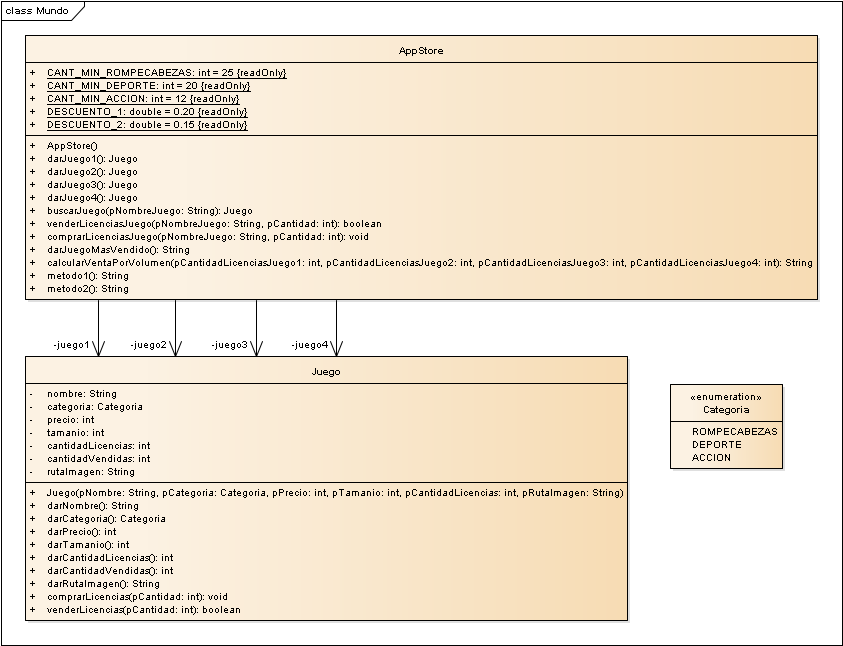 class Mundo
AppStore
+ CANT_MIN_ROMPECABEZAS: int = 25 {readOnly}
+ CANT_MIN_DEPORTE: int = 20 {readOnly}
+ CANT_MIN_ACCION: int = 12 {readOnly}
+ DESCUENTO_1: double = 0.20 {readOnly}
+ DESCUENTO_2: double = 0.15 {readOnly}
+ AppStore()
+ darJuego1(): Juego
+ darJuego2(): Juego
+ darJuego3(): Juego
+ darJuego4(): Juego
+ buscarJuego(pNombreJuego: String): Juego
+ venderLicenciasJuego(pNombreJuego: String, pCantidad: int): boolean
+ comprarLicenciasJuego(pNombreJuego: String, pCantidad: int): void
+ darJuegoMasVendido(): String
+ calcularVentaPorVolumen(pCantidadLicenciasJuego1: int, pCantidadLicenciasJuego2: int, pCantidadLicenciasJuego3: int, pCantidadLicenciasJuego4: int): String
+ metodo1(): String
+ metodo2(): String
-juego1 -juego2 -juego3 -juego4
Juego
- nombre: String
- categoria: Categoria
- precio: int
- tamanio: int
- cantidadLicencias: int
- cantidadVendidas: int
- rutaImagen: String
+ Juego(pNombre: String, pCategoria: Categoria, pPrecio: int, pTamanio: int, pCantidadLicencias: int, pRutaImagen: String)
+ darNombre(): String
+ darCategoria(): Categoria
+ darPrecio(): int
+ darTamanio(): int
+ darCantidadLicencias(): int
+ darCantidadVendidas(): int
+ darRutaImagen(): String
+ comprarLicencias(pCantidad: int): void
+ venderLicencias(pCantidad: int): boolean
«enumeration»
Categoria
ROMPECABEZAS
DEPORTE
ACCION